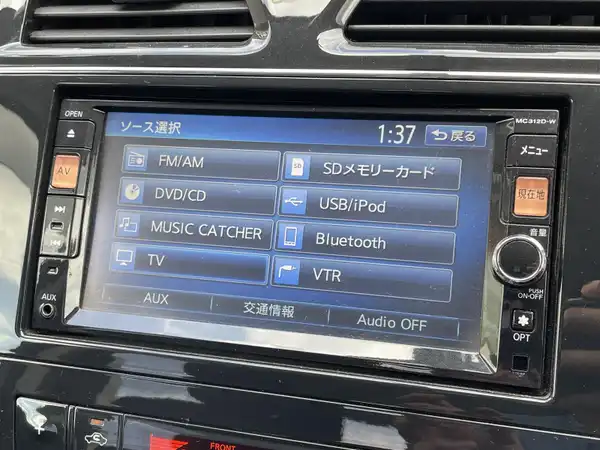 OPEN
MC312D-W
ソース選択
1:37
戻る
メニュー
AV
FM/AM
SD
SDメモリーカード
現在地
DVD/CD
USB/iPod
音量
MUSIC CATCHER
Bluetooth
TV
VTR
PUSH
ON-OFF
AUX
AUX
交通情報
Audio OFF
OPT
FRONT